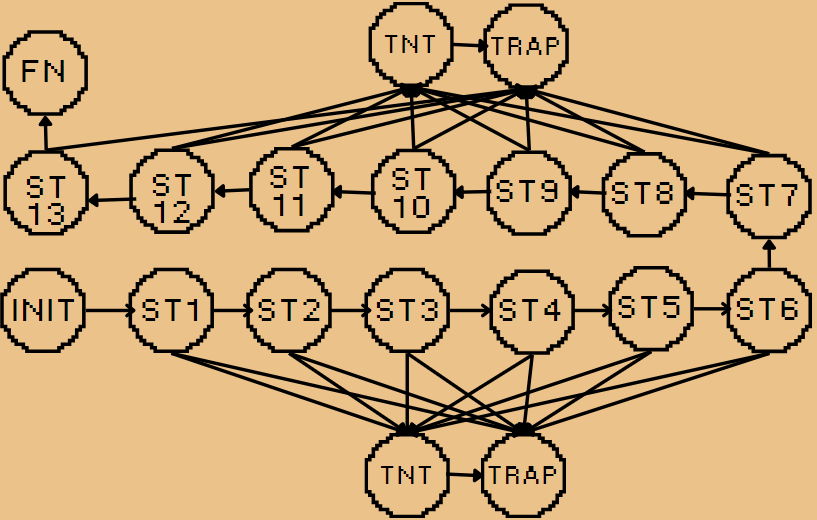 TNT
TRAP
FN
ST
13
ST
12
ST
11
ST
10
ST9
ST8
ST7
INIT
ST1
ST2
ST3
ST4
ST5
ST6
TNT
TRAP